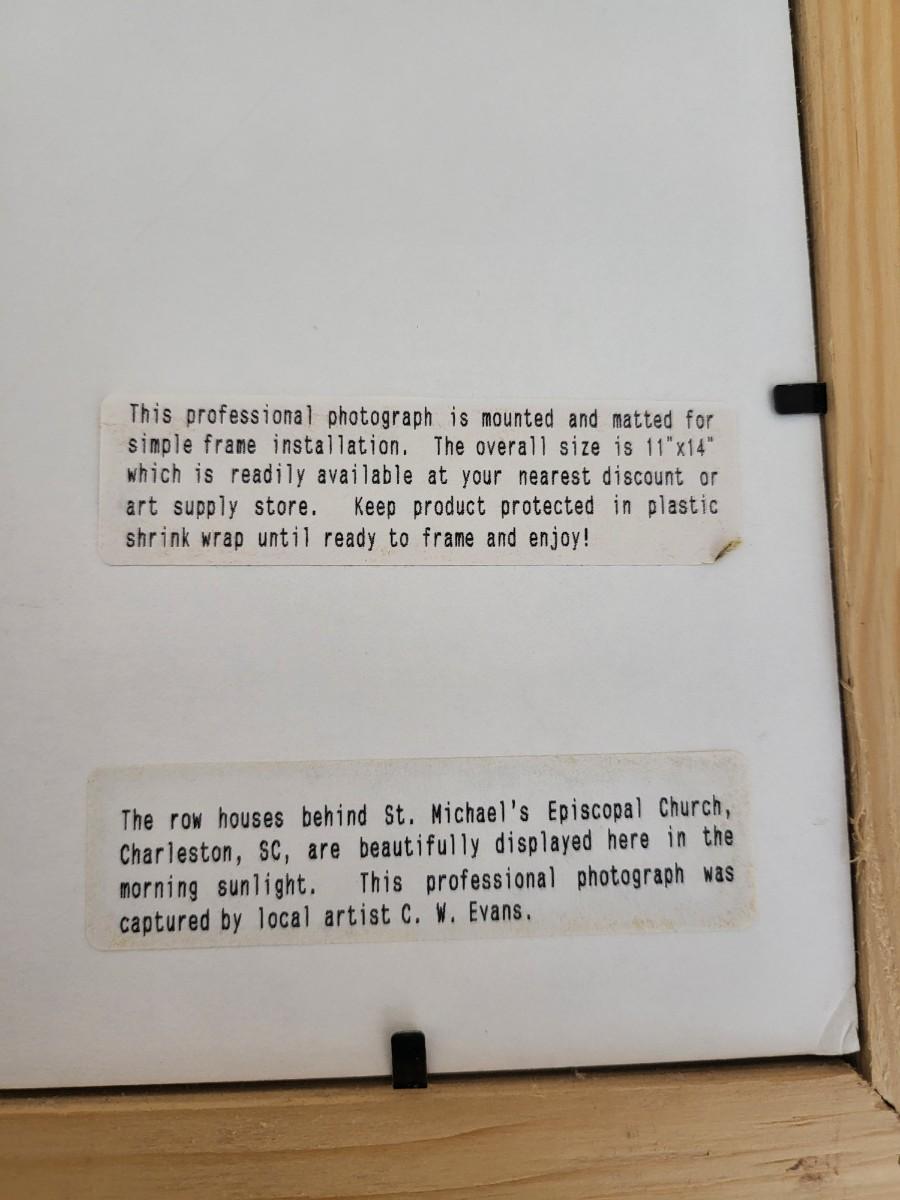 This professional photograph is mounted and matted for
simple frame installation. The overall size is 11"x14"
which is readily available at your nearest discount or
art supply store. Keep product protected in plastic
shrink wrap until ready to frame and enjoy!
The row houses behind St. Michael's Episcopal Church,
Charleston, SC, are beautifully displayed here in the
morning sunlight. This professional photograph was
captured by local artist C. W. Evans.